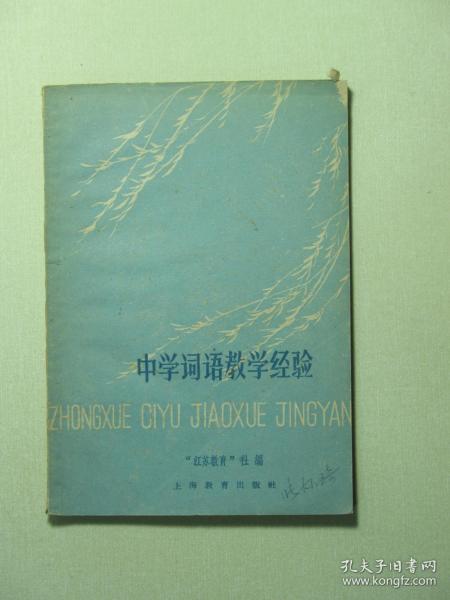 中学词语教学经验
ZHONGXUE CIYU JIAOXUE JINGYAN
“江苏教育”社编
上海教育出版社
孔夫子旧书网
www.kongfz.com